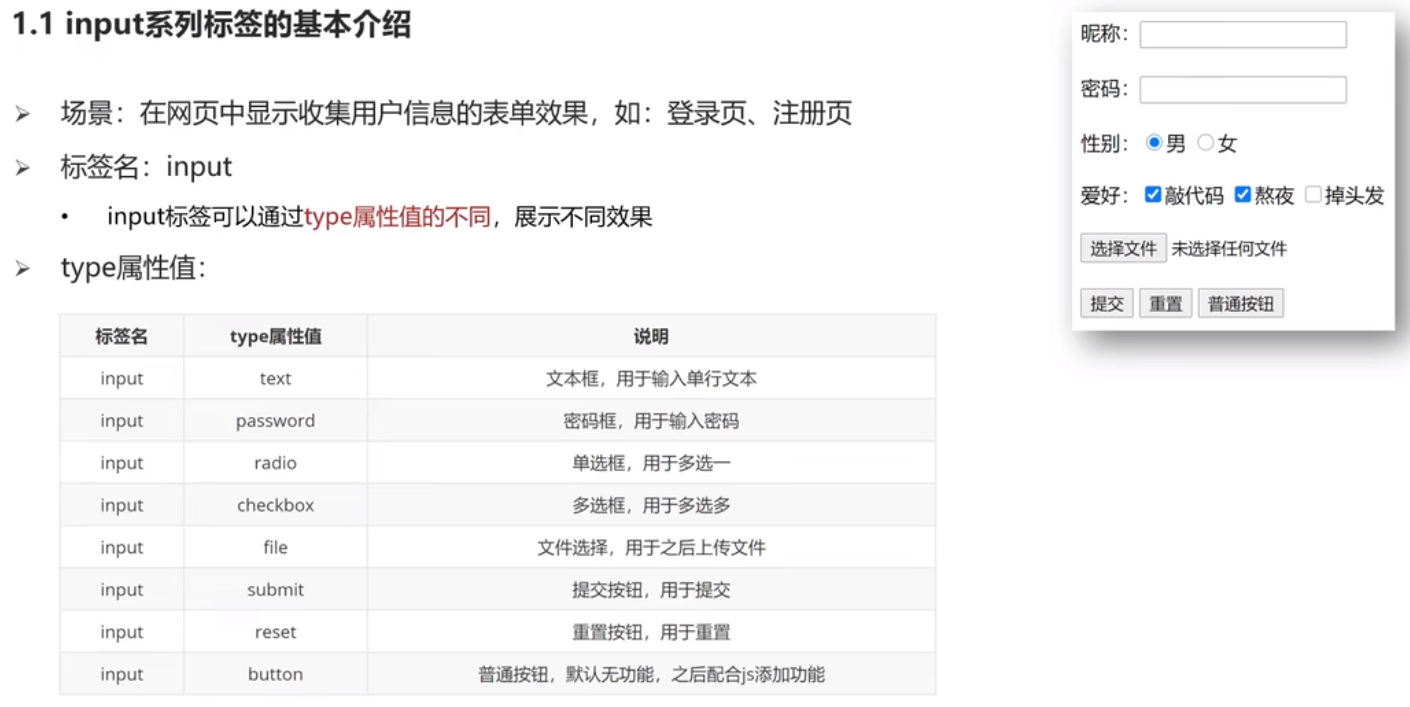 1.1 input系列标签的基本介绍
场景：在网页中显示收集用户信息的表单效果，如：登录页、注册页
标签名：input
input标签可以通过type属性值的不同，展示不同效果
type属性值：
标签名 type属性值 说明
input text 文本框，用于输入单行文本
input password 密码框，用于输入密码
input radio 单选框，用于多选一
input checkbox 多选框，用于多选多
input file 文件选择，用于之后上传文件
input submit 提交按钮，用于提交
input reset 重置按钮，用于重置
input button 普通按钮，默认无功能，之后配合js添加功能
昵称：
密码：
性别： 男 女
爱好： 敲代码 熬夜 掉头发
选择文件 未选择任何文件
提交 重置 普通按钮